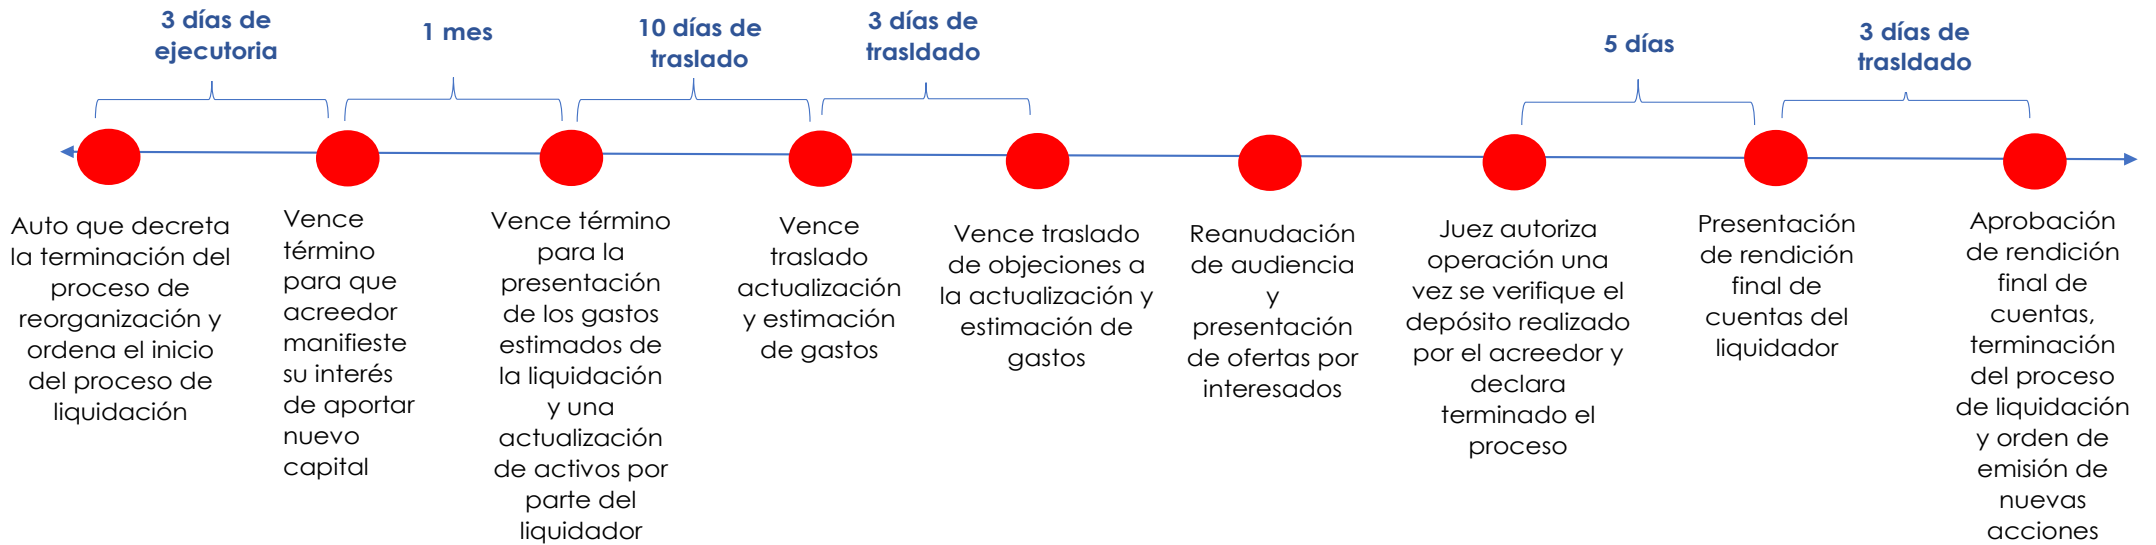 3 días de
ejecutoria
1 mes
10 días de
traslado
3 días de
trasldado
5 días
3 días de
trasldado
Auto que decreta
la terminación del
proceso de
reorganización y
ordena el inicio
del proceso de
liquidación
Vence
término
para que
acreedor
manifieste
su interés
de aportar
nuevo
capital
Vence término
para la
presentación
de los gastos
estimados de
la liquidación
y una
actualización
de activos por
parte del
liquidador
Vence
traslado
actualización
y estimación
de gastos
Vence traslado
de objeciones a
la actualización y
estimación de
gastos
Reanudación
de audiencia
y
presentación
de ofertas por
interesados
Juez autoriza
operación una
vez se verifique el
depósito realizado
por el acreedor y
declara
terminado el
proceso
Presentación
de rendición
final de
cuentas del
liquidador
Aprobación
de rendición
final de
cuentas,
terminación
del proceso
de liquidación
y orden de
emisión de
nuevas
acciones